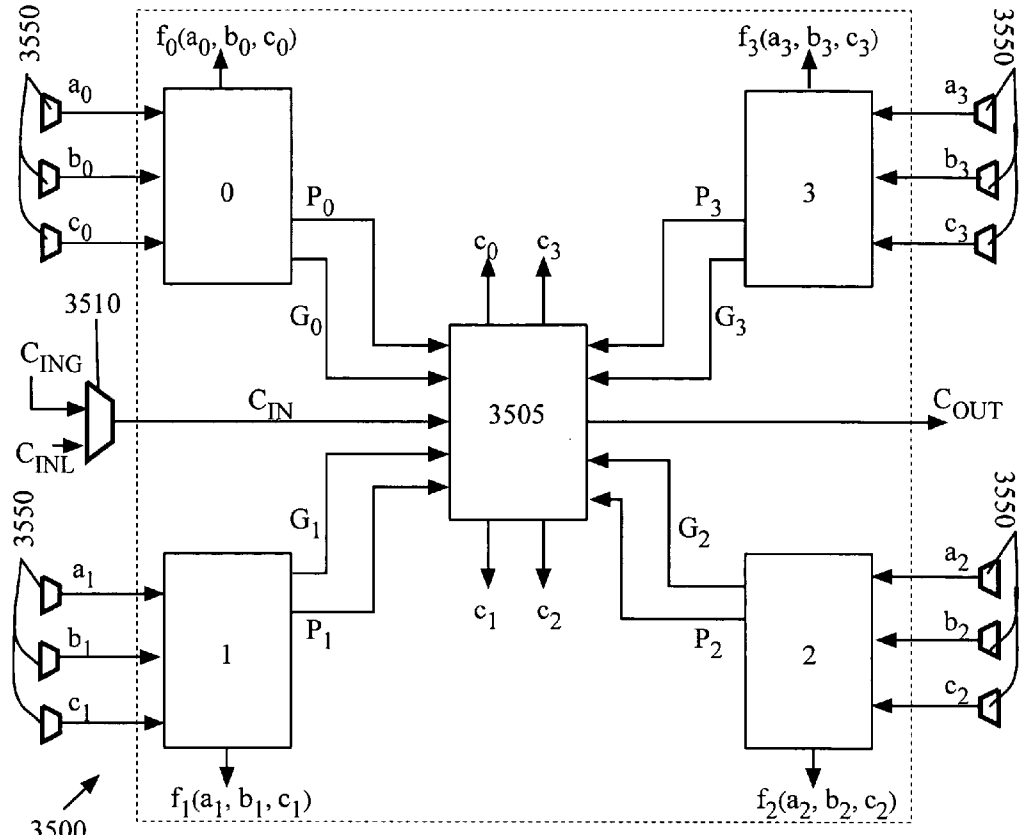 3550
f0(a0, b0, c0)
f3(a3, b3, c3)
3550
a0
b0
c0
0
P0
G0
a3
b3
c3
3
P3
G3
c0
c3
3510
CING
CINL
CIN
3505
COUT
3550
a1
b1
c1
1
G1
P1
c1
c2
3550
a2
b2
c2
2
G2
P2
3500
f1(a1, b1, c1)
f2(a2, b2, c2)